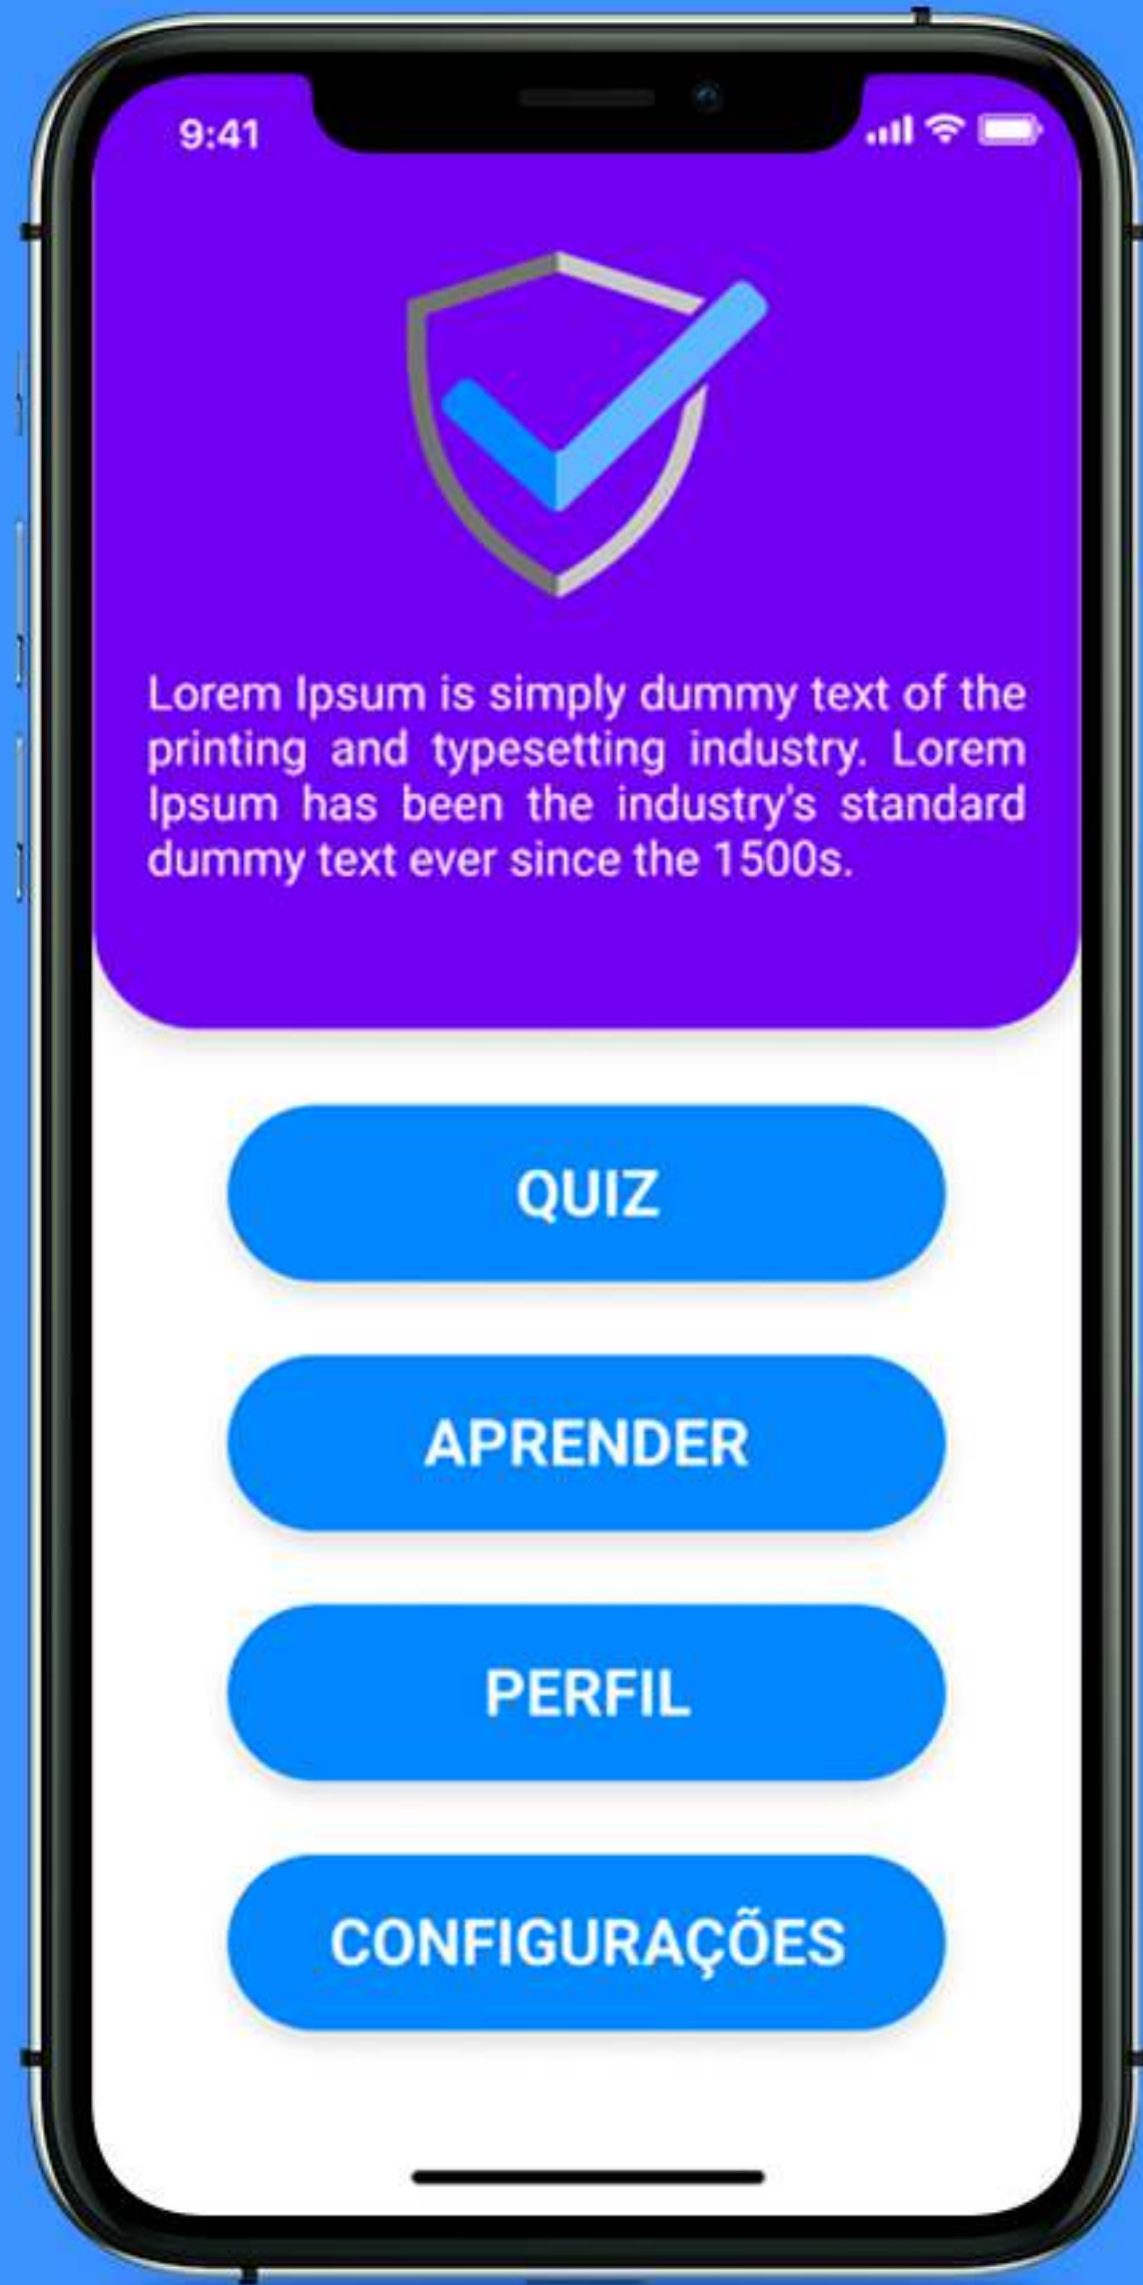 9:41
Lorem Ipsum is simply dummy text of the
printing and typesetting industry. Lorem
Ipsum has been the industry's standard
dummy text ever since the 1500s.
QUIZ
APRENDER
PERFIL
CONFIGURAÇÕES